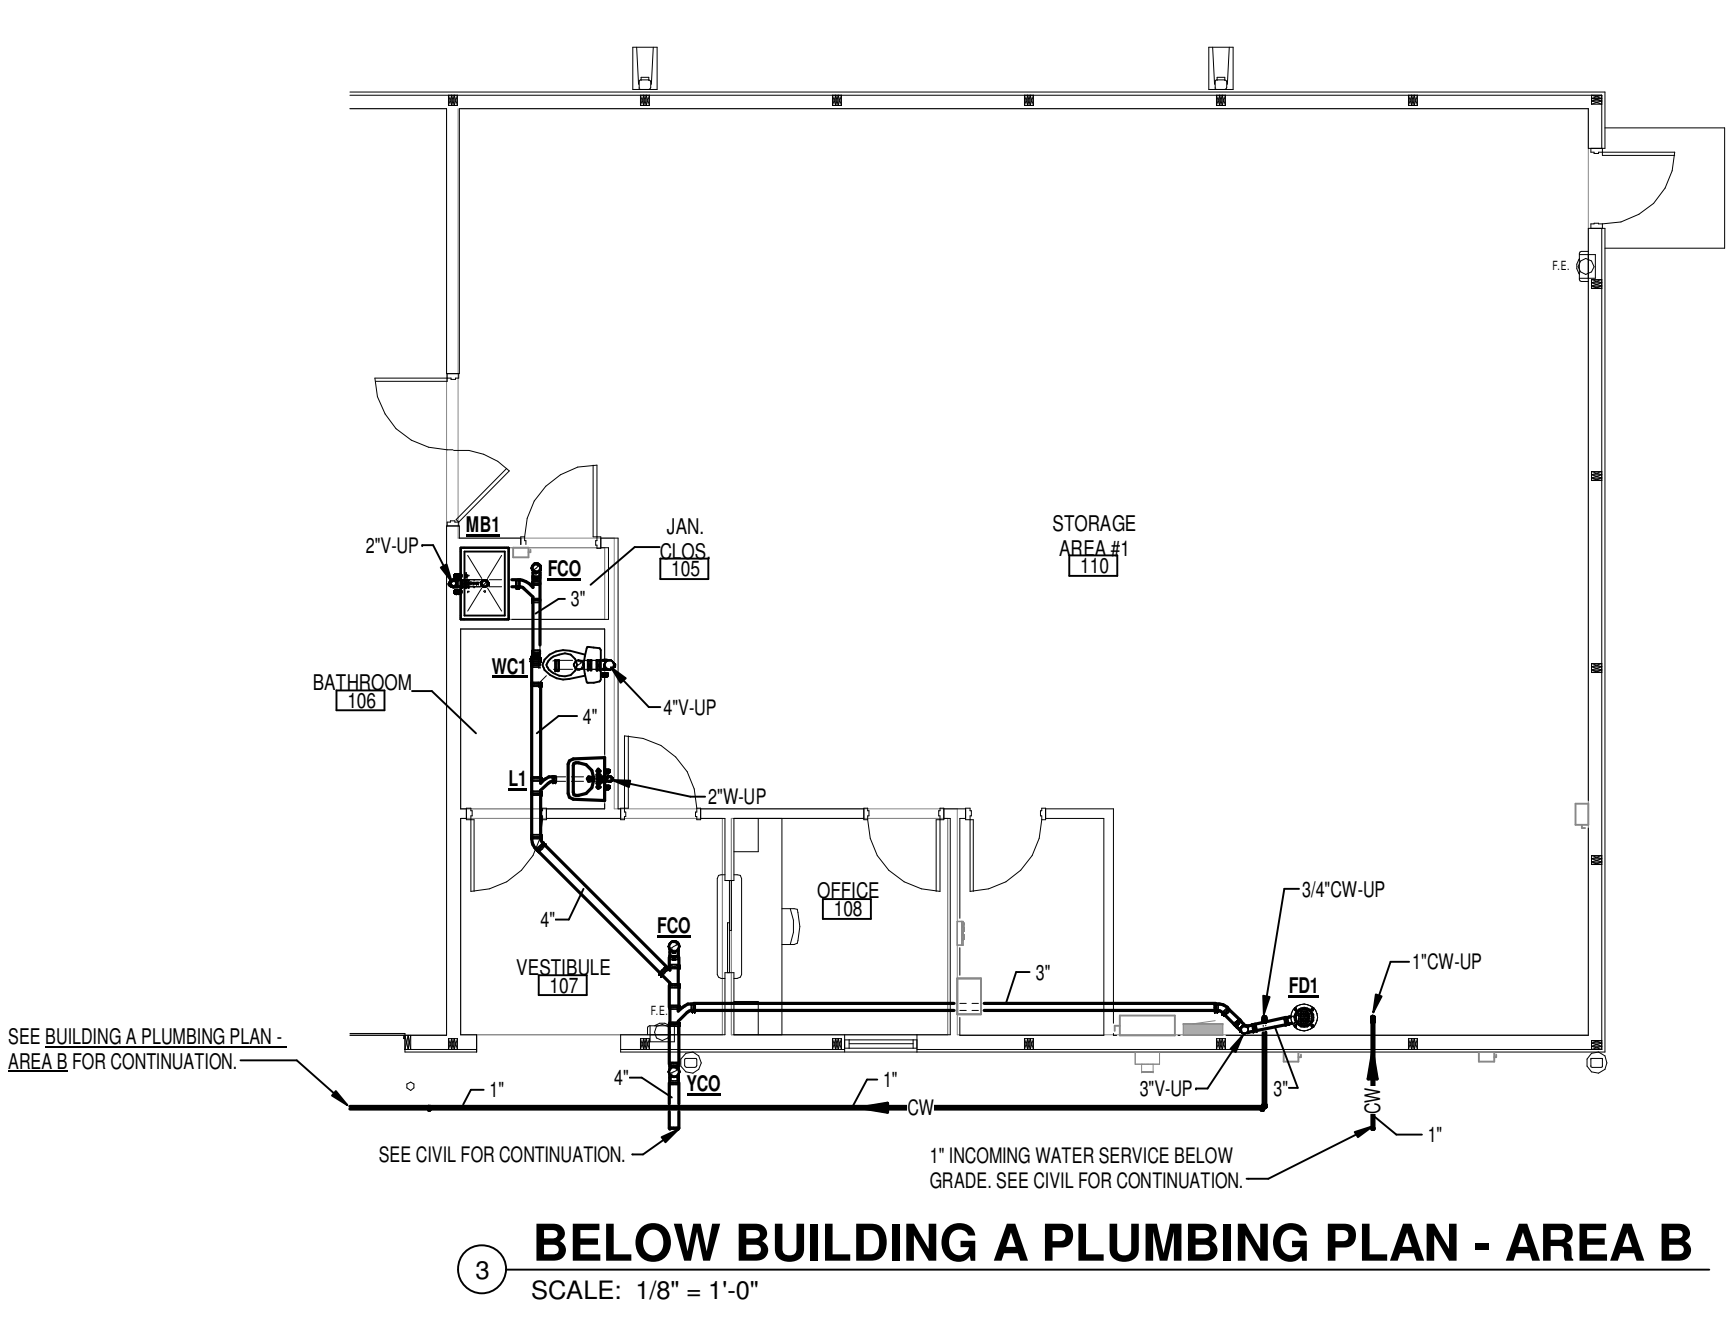 F.E.
MB1
2"V-UP
JAN.
CLOS.
105
FCO
3"
STORAGE
AREA #1
110
WC1
BATHROOM
106
4"V-UP
4"
L1
2"W-UP
OFFICE
108
3/4"CW-UP
4"
FCO
VESTIBULE
107
3"
1"CW-UP
FD1
F.E.
SEE BUILDING A PLUMBING PLAN -
AREA B FOR CONTINUATION.
1"
4"
YCO
1"
CW
3"V-UP
3"
CW
1"
SEE CIVIL FOR CONTINUATION.
1" INCOMING WATER SERVICE BELOW
GRADE. SEE CIVIL FOR CONTINUATION.
3
BELOW BUILDING A PLUMBING PLAN - AREA B
SCALE: 1/8" = 1'-0"